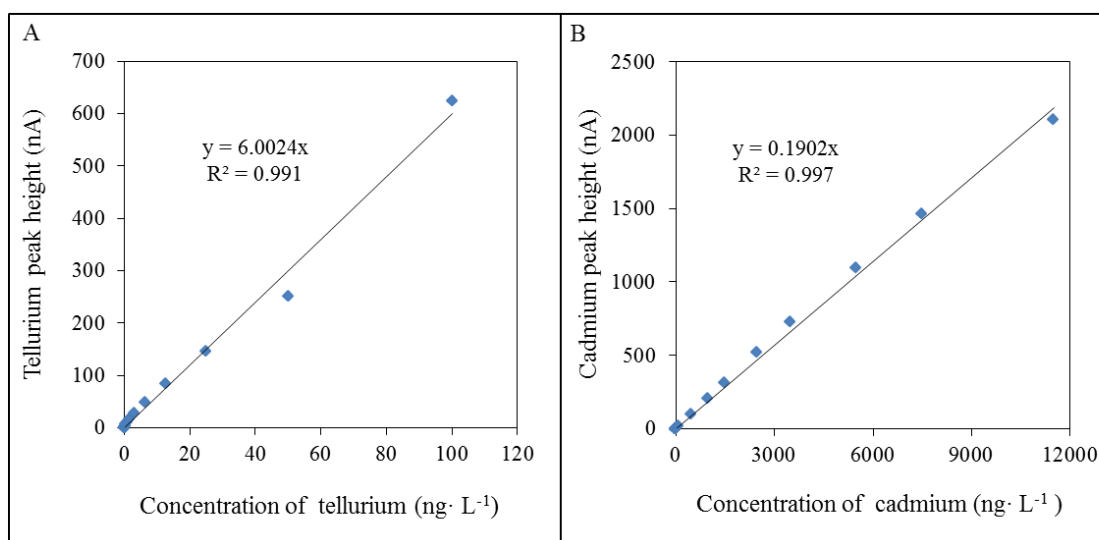 A
Tellurium peak height (nA)
700
600
500
400
300
200
100
0
y = 6.0024x
R² = 0.991
0 20 40 60 80 100 120
Concentration of tellurium (ng· L⁻¹)
B
Cadmium peak height (nA)
2500
2000
1500
1000
500
0
y = 0.1902x
R² = 0.997
0 3000 6000 9000 12000
Concentration of cadmium (ng· L⁻¹ )